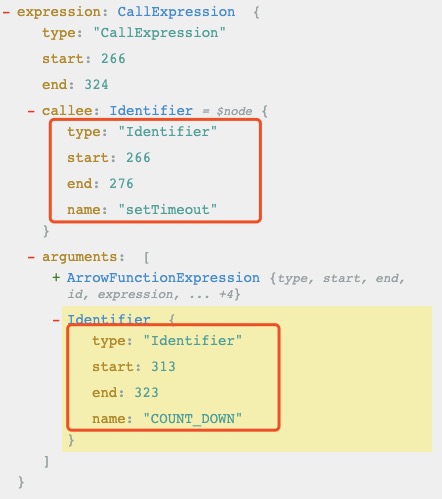 − expression: CallExpression {
type: "CallExpression"
start: 266
end: 324
− callee: Identifier = $node {
type: "Identifier"
start: 266
end: 276
name: "setTimeout"
}
− arguments: [
+ ArrowFunctionExpression {type, start, end,
id, expression, ... +4}
− Identifier {
type: "Identifier"
start: 313
end: 323
name: "COUNT_DOWN"
}
]
}